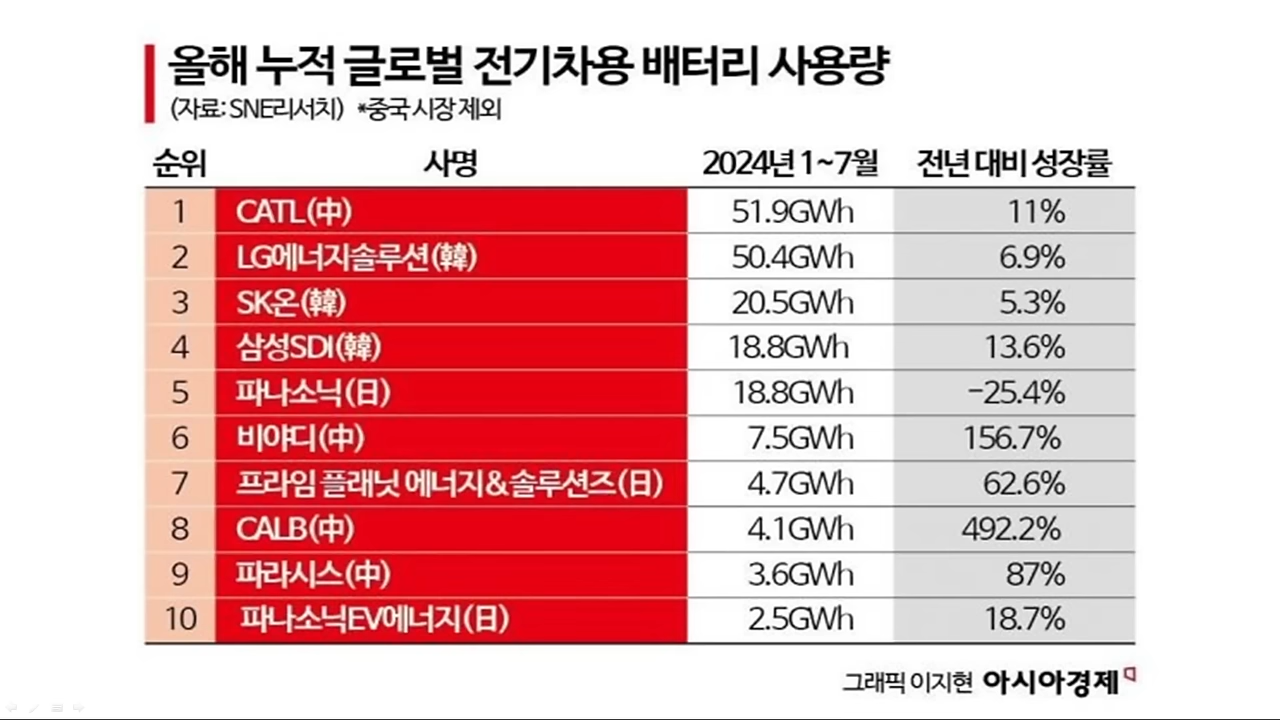 올해 누적 글로벌 전기차용 배터리 사용량
(자료: SNE리서치) *중국 시장 제외
순위 사명 2024년 1~7월 전년 대비 성장률
1 CATL(中) 51.9GWh 11%
2 LG에너지솔루션(韓) 50.4GWh 6.9%
3 SK온(韓) 20.5GWh 5.3%
4 삼성SDI(韓) 18.8GWh 13.6%
5 파나소닉(日) 18.8GWh -25.4%
6 비야디(中) 7.5GWh 156.7%
7 프라임 플래닛 에너지&솔루션즈(日) 4.7GWh 62.6%
8 CALB(中) 4.1GWh 492.2%
9 파라시스(中) 3.6GWh 87%
10 파나소닉EV에너지(日) 2.5GWh 18.7%
그래픽 이지현 아시아경제